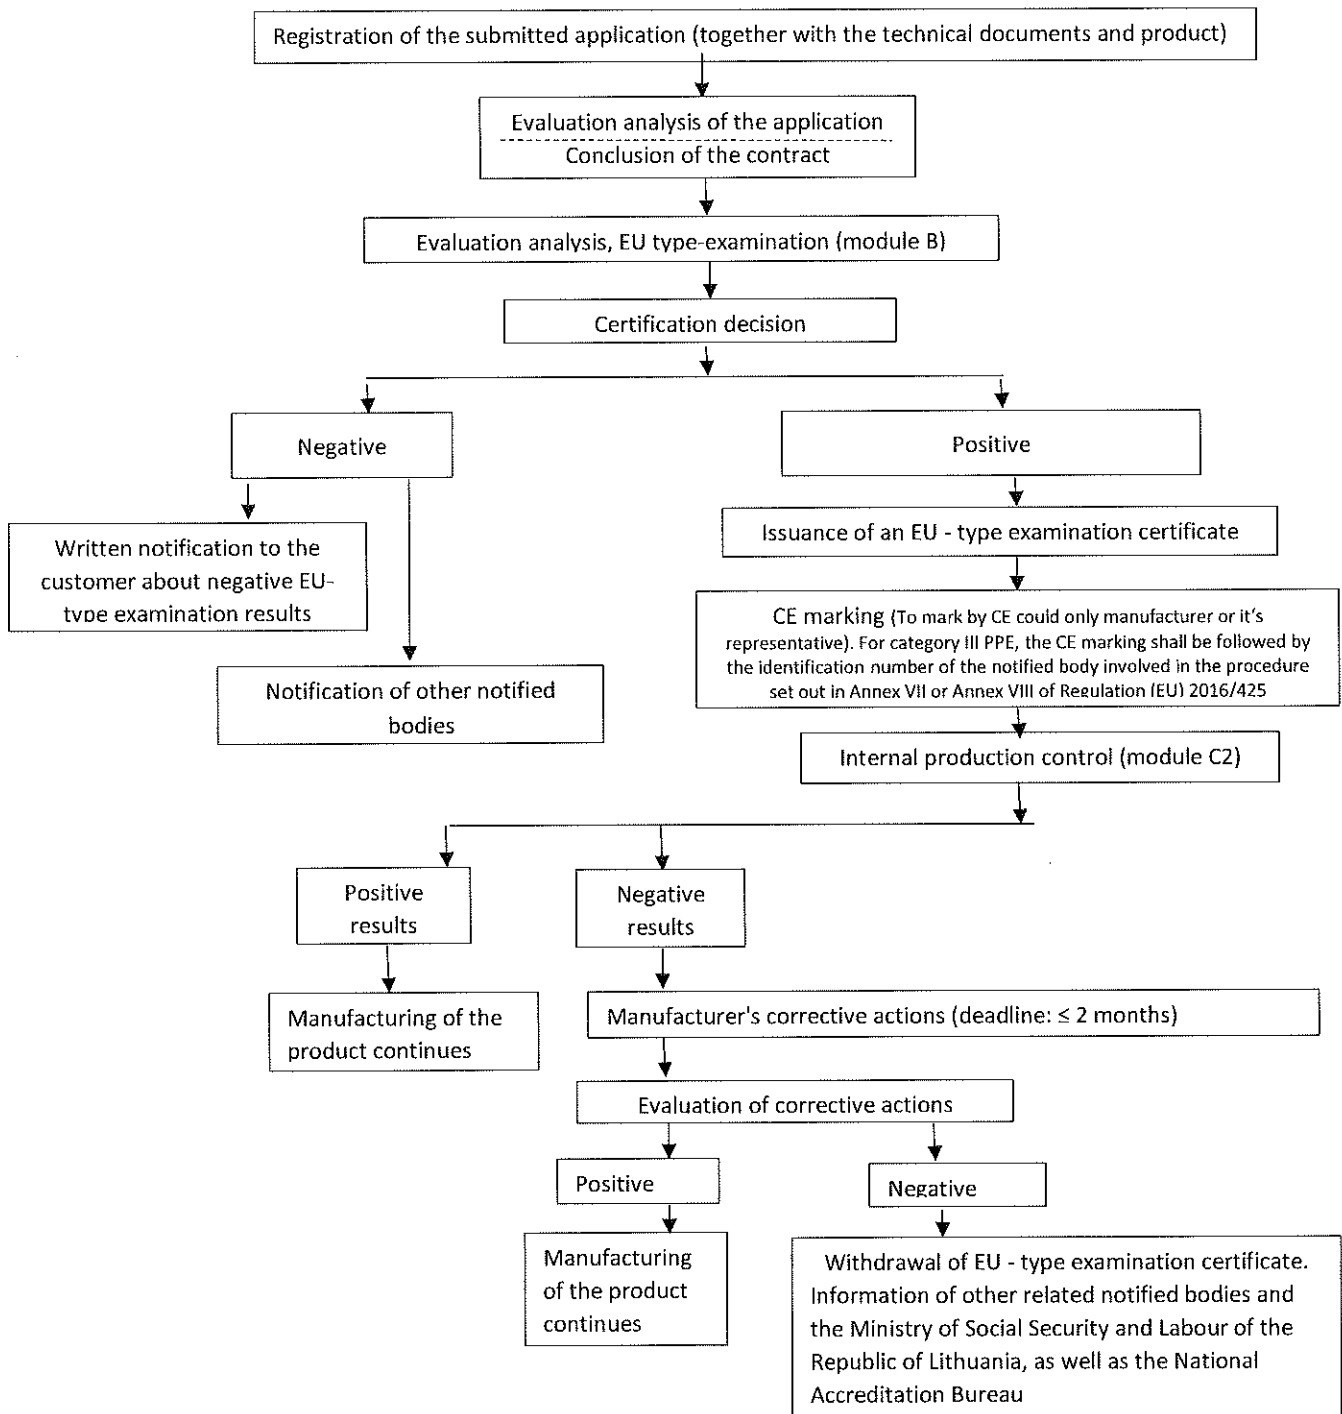 Registration of the submitted application (together with the technical documents and product)
Evaluation analysis of the application
Conclusion of the contract
Evaluation analysis, EU type-examination (module B)
Certification decision
Negative
Positive
Written notification to the
customer about negative EU-
type examination results
Notification of other notified
bodies
Issuance of an EU - type examination certificate
CE marking (To mark by CE could only manufacturer or it's
representative). For category III PPE, the CE marking shall be followed by
the identification number of the notified body involved in the procedure
set out in Annex VII or Annex VIII of Regulation (EU) 2016/425
Internal production control (module C2)
Positive
results
Negative
results
Manufacturing of the
product continues
Manufacturer's corrective actions (deadline: ≤ 2 months)
Evaluation of corrective actions
Positive
Negative
Manufacturing
of the product
continues
Withdrawal of EU - type examination certificate.
Information of other related notified bodies and
the Ministry of Social Security and Labour of the
Republic of Lithuania, as well as the National
Accreditation Bureau